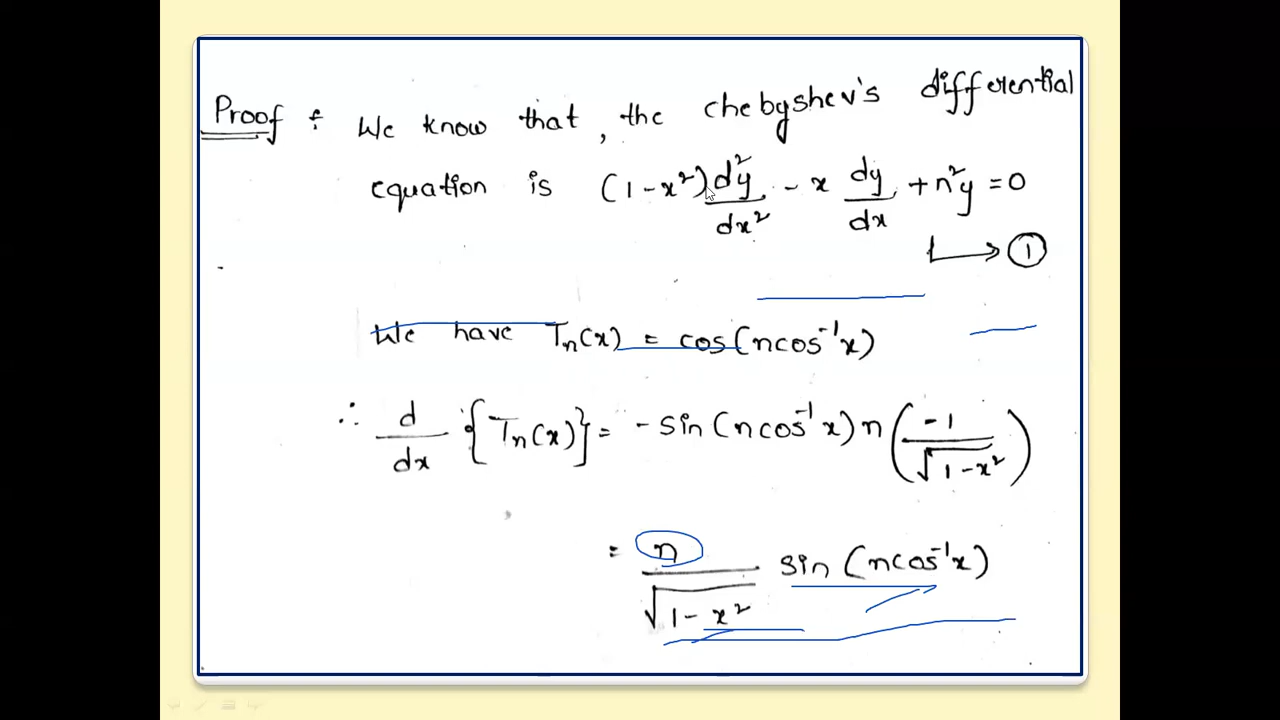 Proof : We know that, the chebyshev's differential
equation is (1-x²) d²y/dx² - x dy/dx + n²y = 0
↳ ①
We have Tn(x) = cos(ncos⁻¹x)
∴ d/dx {Tn(x)} = -sin(ncos⁻¹x) n (-1/√(1-x²))
= n/√(1-x²) sin(ncos⁻¹x)